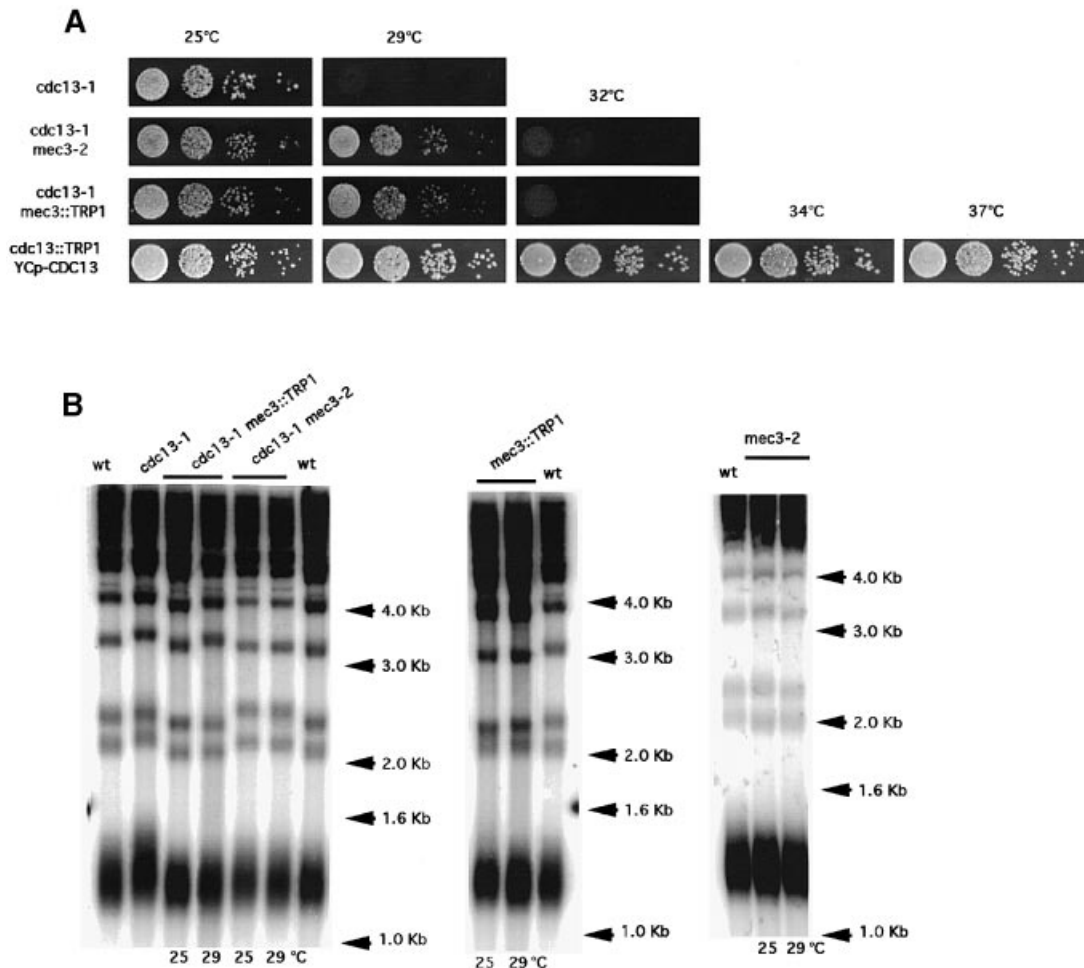 A
25°C 29°C
cdc13-1
32°C
cdc13-1
mec3-2
cdc13-1
mec3::TRP1
34°C 37°C
cdc13::TRP1
YCp-CDC13
B
wt cdc13-1 cdc13-1 mec3::TRP1 cdc13-1 mec3-2 wt
4.0 Kb
3.0 Kb
2.0 Kb
1.6 Kb
1.0 Kb
25 29 25 29 °C
mec3::TRP1 wt
4.0 Kb
3.0 Kb
2.0 Kb
1.6 Kb
1.0 Kb
25 29°C
mec3-2
wt
4.0 Kb
3.0 Kb
2.0 Kb
1.6 Kb
1.0 Kb
25 29°C